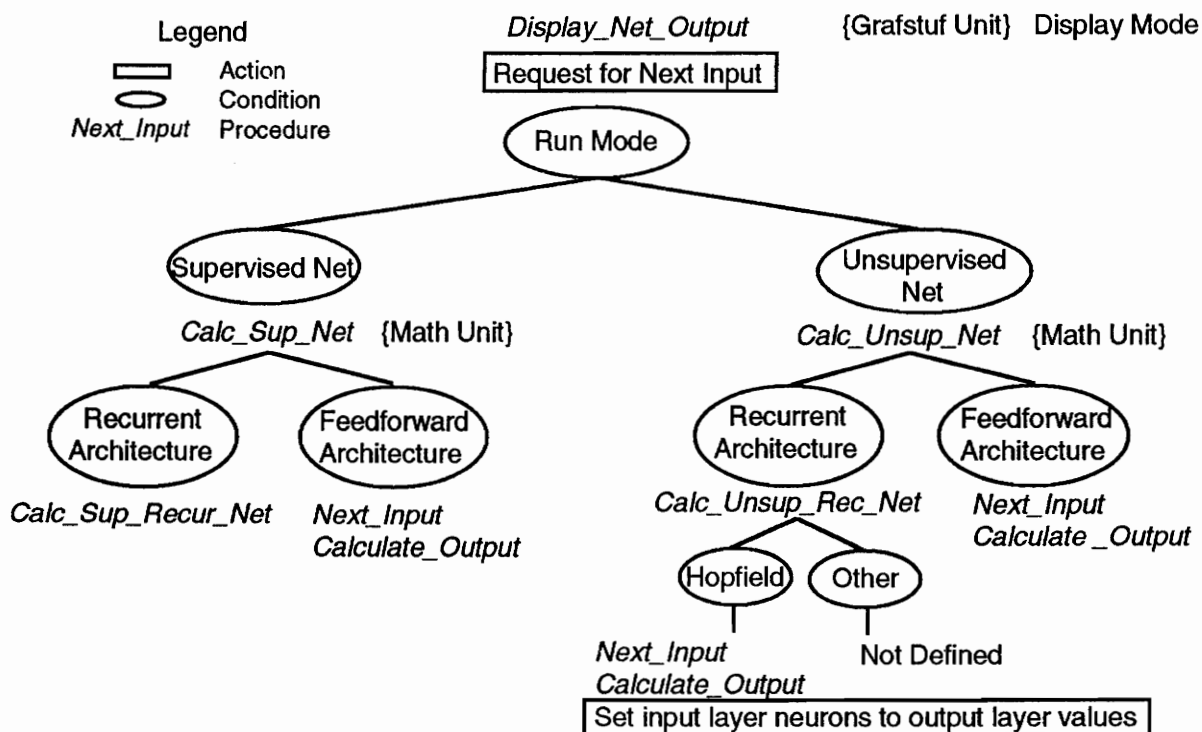 Legend
Action
Condition
Next_Input Procedure
Display_Net_Output {Grafstuf Unit} Display Mode
Request for Next Input
Run Mode
Supervised Net
Unsupervised
Net
Calc_Sup_Net {Math Unit}
Calc_Unsup_Net {Math Unit}
Recurrent
Architecture
Feedforward
Architecture
Recurrent
Architecture
Feedforward
Architecture
Calc_Sup_Recur_Net
Next_Input
Calculate_Output
Calc_Unsup_Rec_Net
Next_Input
Calculate _Output
Hopfield
Other
Next_Input
Calculate_Output
Not Defined
Set input layer neurons to output layer values